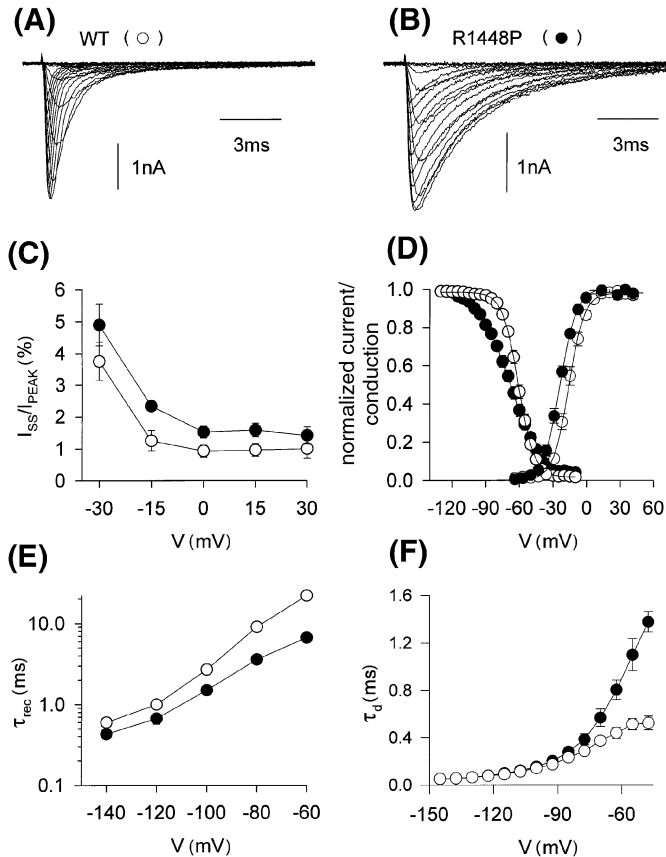 (A)
WT ( )
3ms
1nA
(B)
R1448P ( )
3ms
1nA
(C)
6
5
4
3
2
1
0
-30 -15 0 15 30
I_SS/I_PEAK (%)
V (mV)
(D)
1.0
0.8
0.6
0.4
0.2
0.0
-120 -90 -60 -30 0 30 60
normalized current/
conduction
V (mV)
(E)
10.0
1.0
0.1
-140 -120 -100 -80 -60
τrec (ms)
V (mV)
(F)
1.6
1.2
0.8
0.4
0.0
-150 -120 -90 -60
τd (ms)
V (mV)